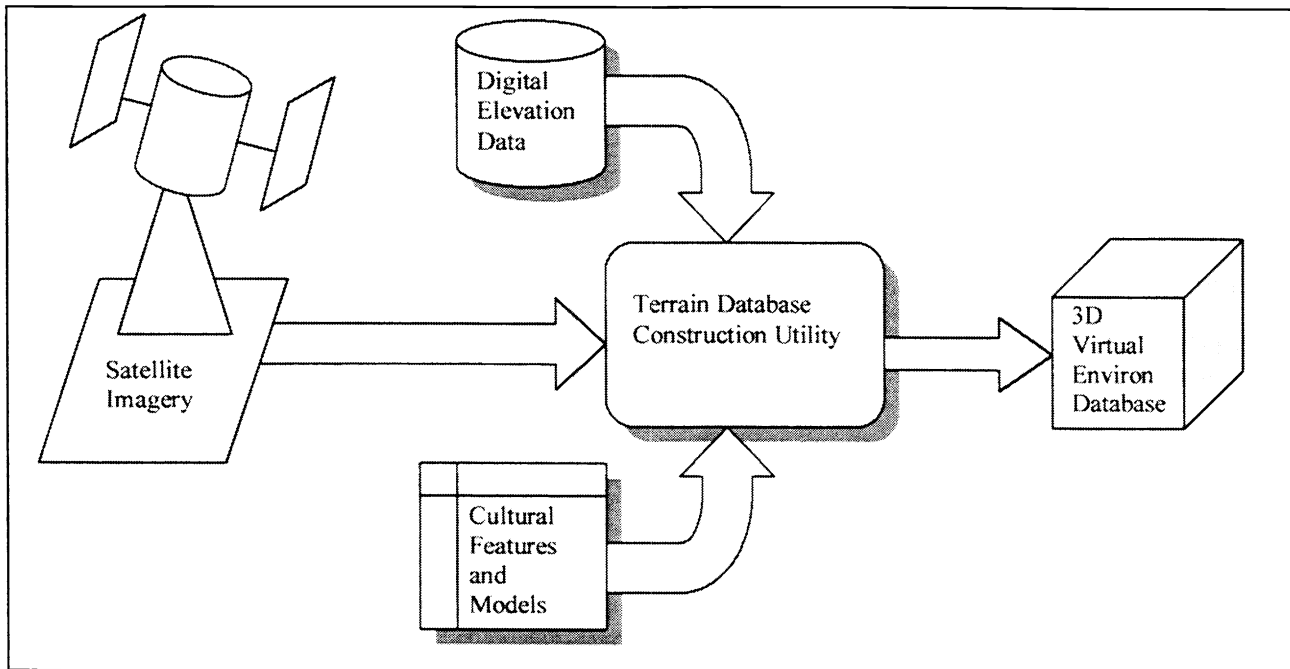 Digital
Elevation
Data
Satellite
Imagery
Terrain Database
Construction Utility
3D
Virtual
Environ
Database
Cultural
Features
and
Models